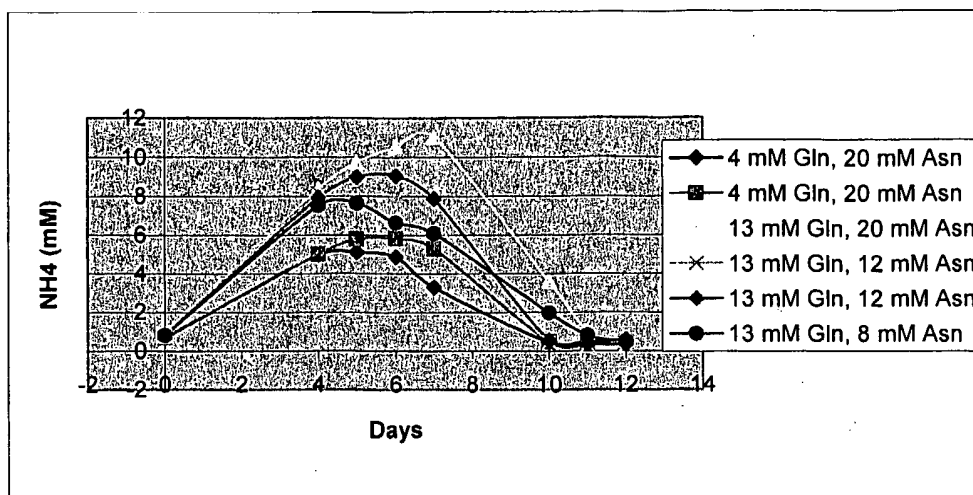 12
10
8
6
4
2
0
-2
NH4 (mM)
-2 0 2 4 6 8 10 12 14
Days
4 mM Gln, 20 mM Asn
4 mM Gln, 20 mM Asn
13 mM Gln, 20 mM Asn
13 mM Gln, 12 mM Asn
13 mM Gln, 12 mM Asn
13 mM Gln, 8 mM Asn